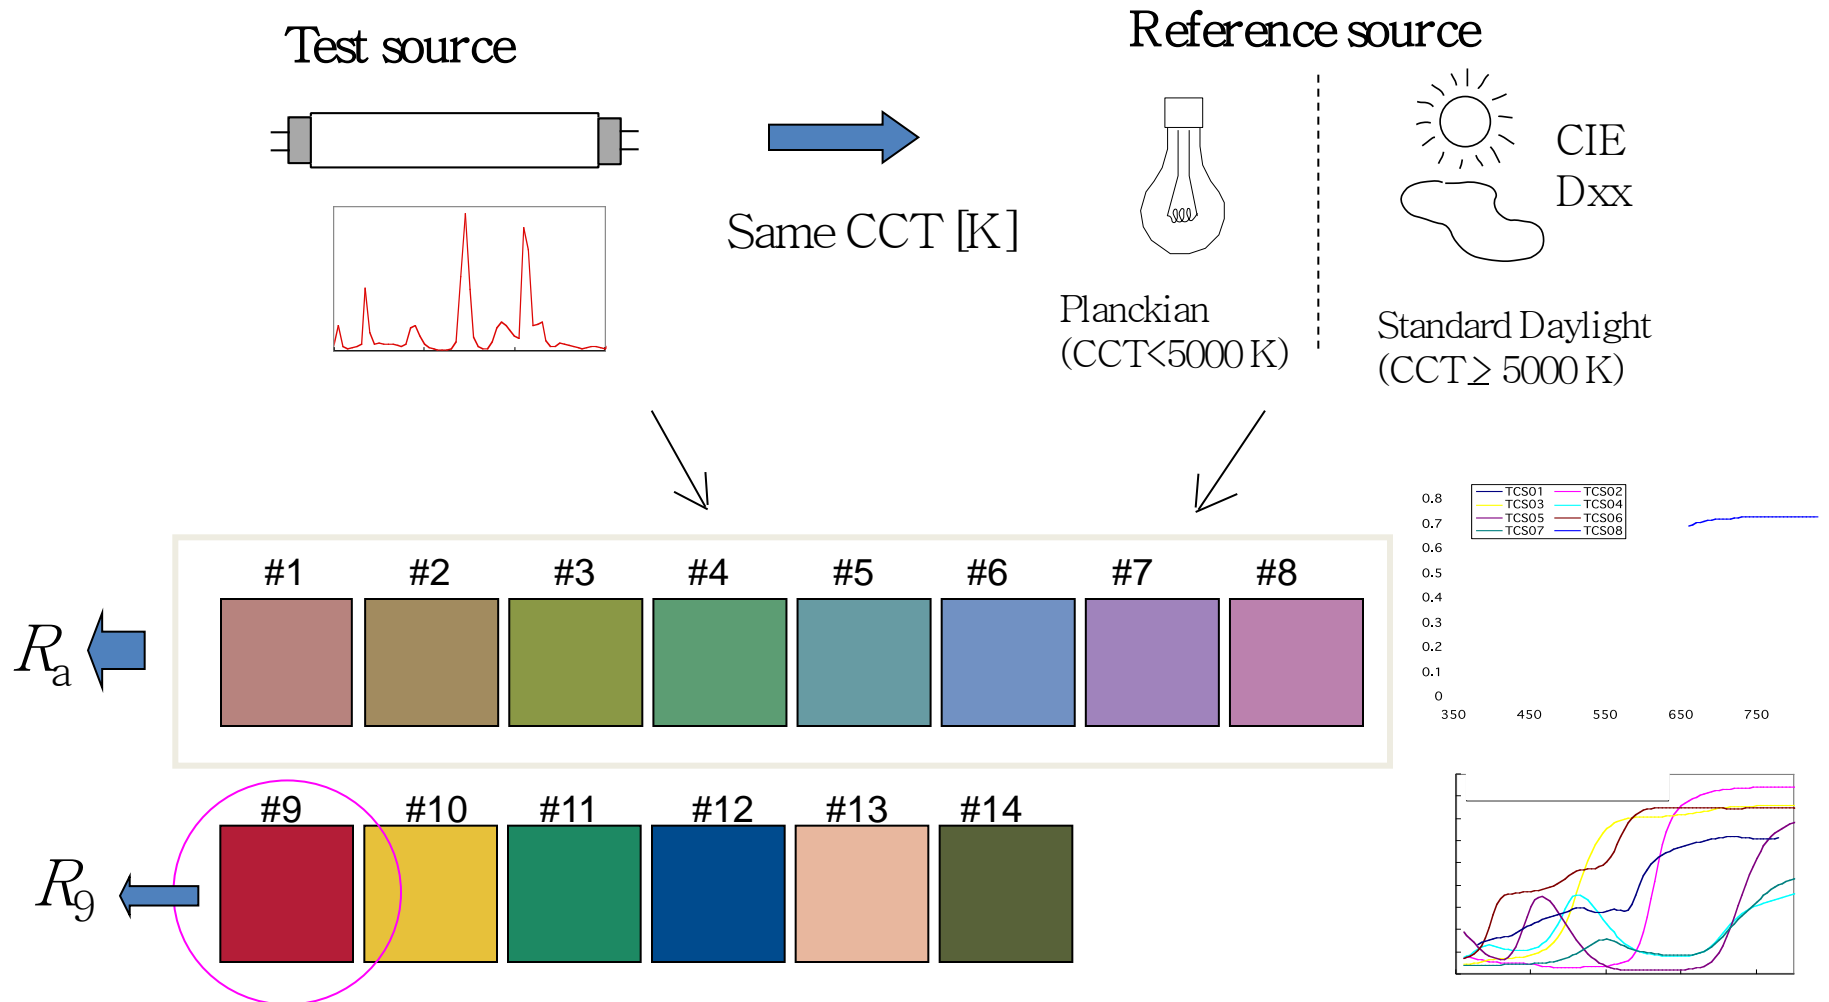 Test source
Reference source
CIE
Dxx
Same CCT [K]
Planckian
(CCT<5000 K)
Standard Daylight
(CCT ≥ 5000 K)
#1 #2 #3 #4 #5 #6 #7 #8
Ra
#9 #10 #11 #12 #13 #14
R9
TCS01 TCS02
TCS03 TCS04
TCS05 TCS06
TCS07 TCS08
0.8
0.7
0.6
0.5
0.4
0.3
0.2
0.1
0
350 450 550 650 750